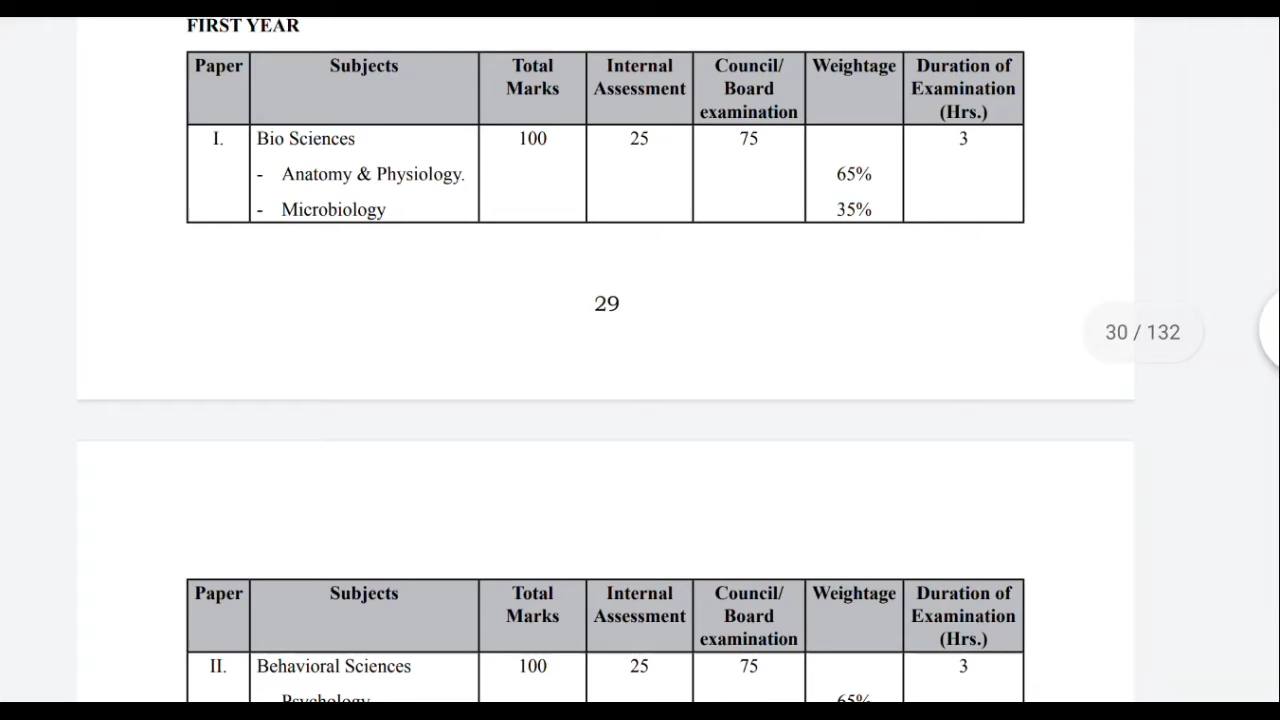 FIRST YEAR
Paper Subjects Total Marks Internal Assessment Council/ Board examination Weightage Duration of Examination (Hrs.)
I. Bio Sciences 100 25 75 3
- Anatomy & Physiology. 65%
- Microbiology 35%
29
30 / 132
Paper Subjects Total Marks Internal Assessment Council/ Board examination Weightage Duration of Examination (Hrs.)
II. Behavioral Sciences 100 25 75 3
Psychology 65%